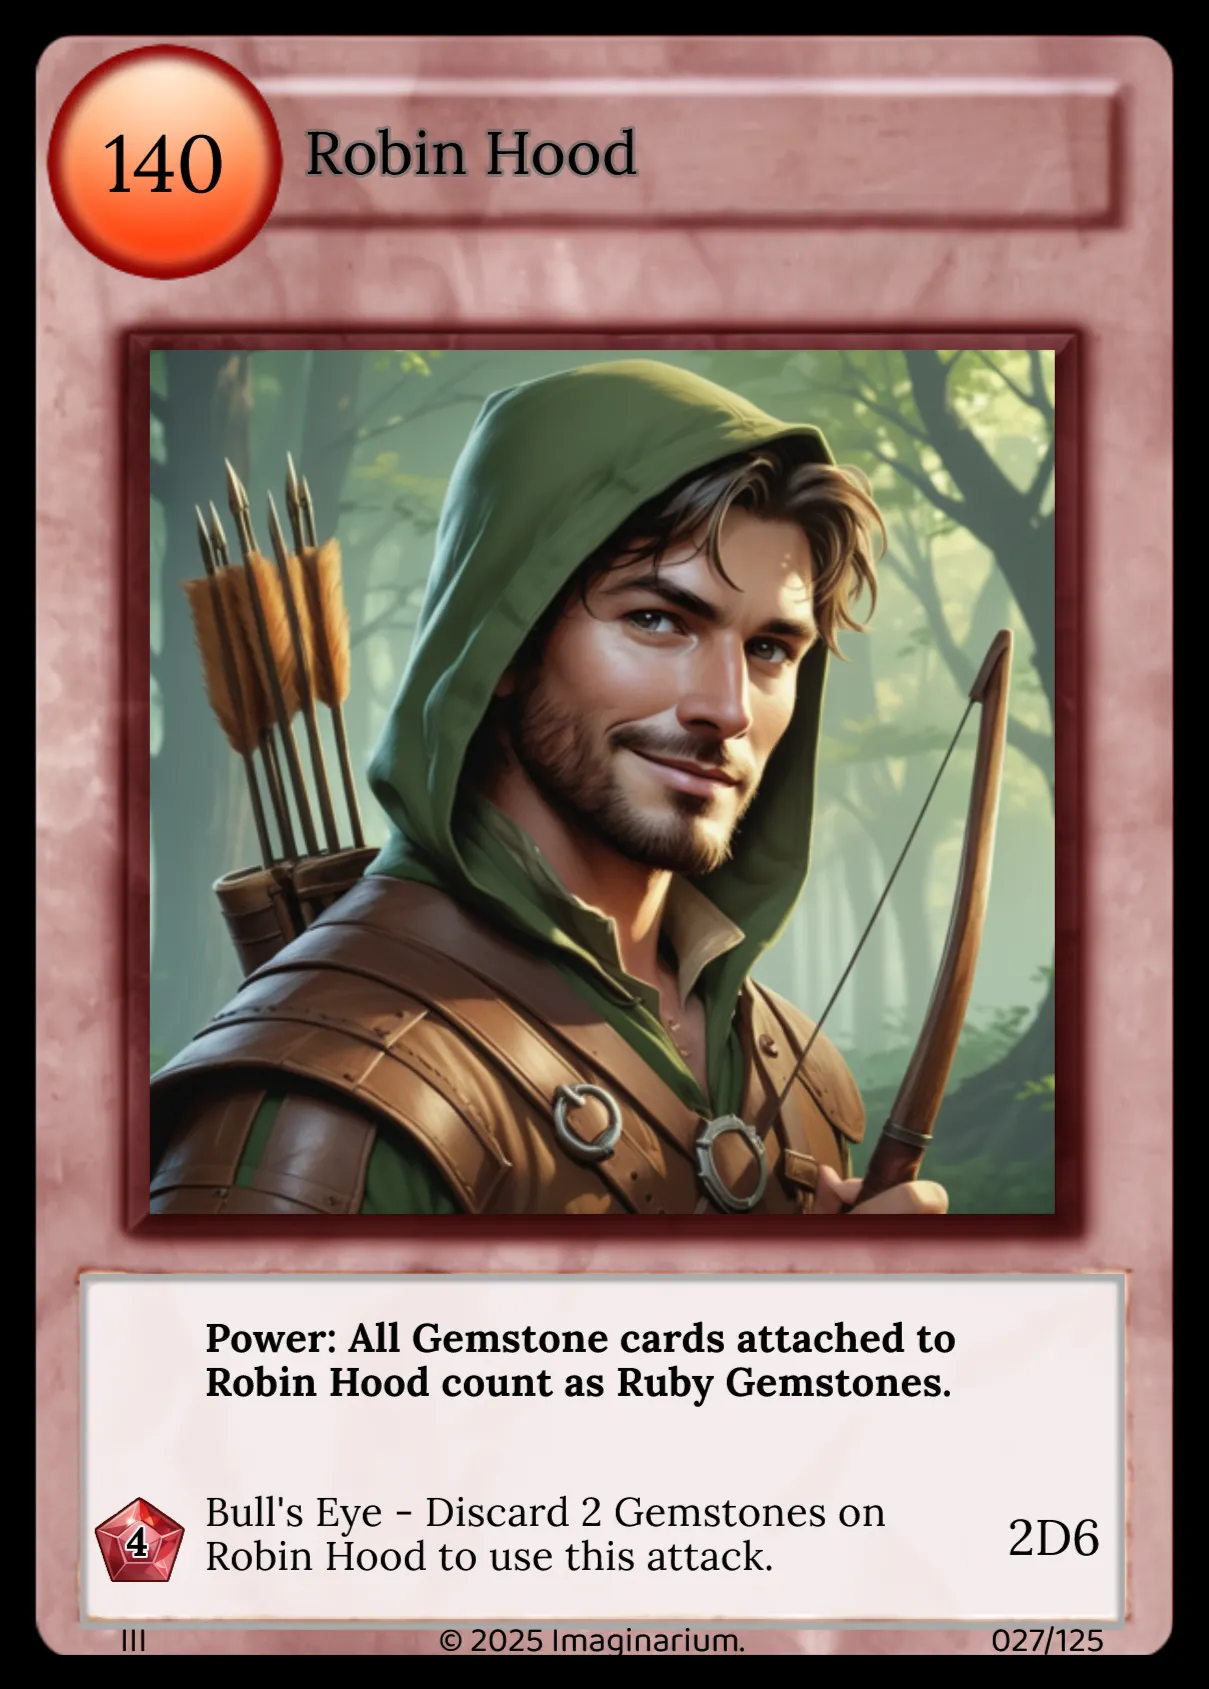 140
Robin Hood
Power: All Gemstone cards attached to
Robin Hood count as Ruby Gemstones.
4
Bull's Eye - Discard 2 Gemstones on
Robin Hood to use this attack.
2D6
III
© 2025 Imaginarium.
027/125